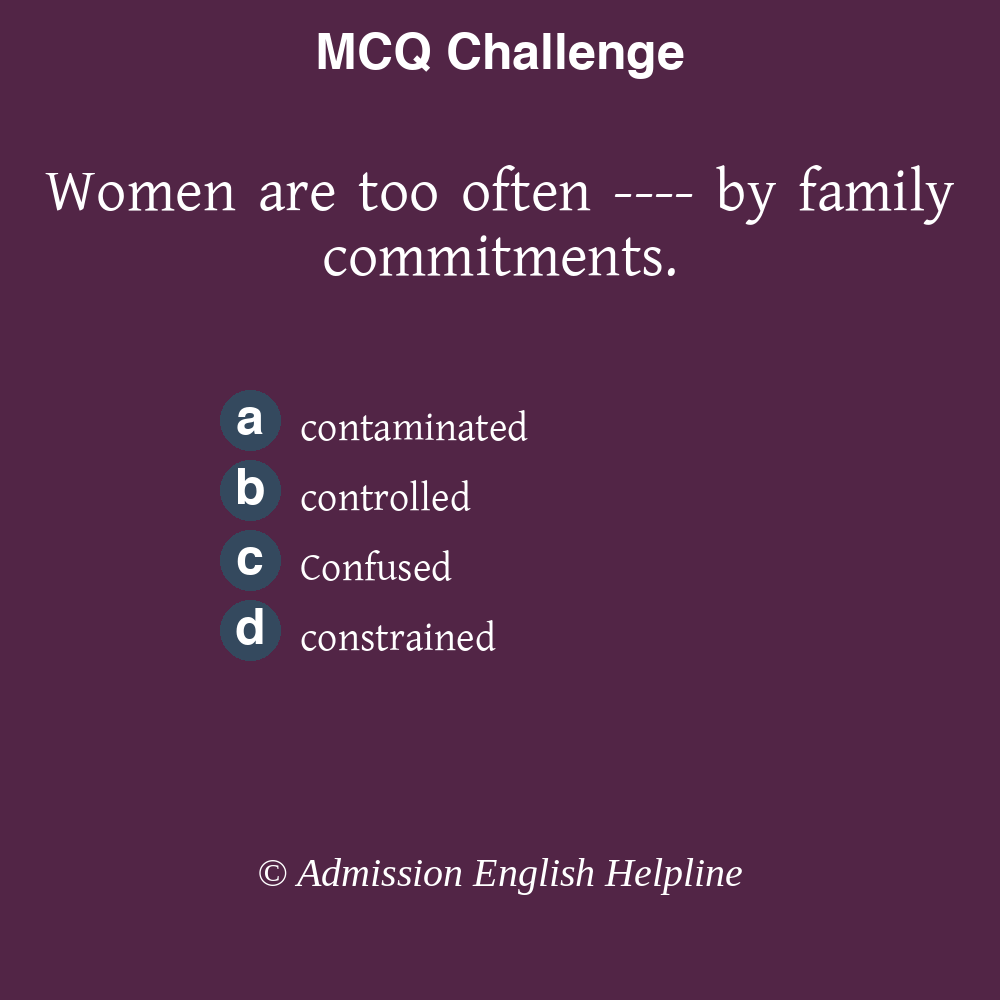 MCQ Challenge
Women are too often ---- by family
commitments.
a contaminated
b controlled
c Confused
d constrained
© Admission English Helpline